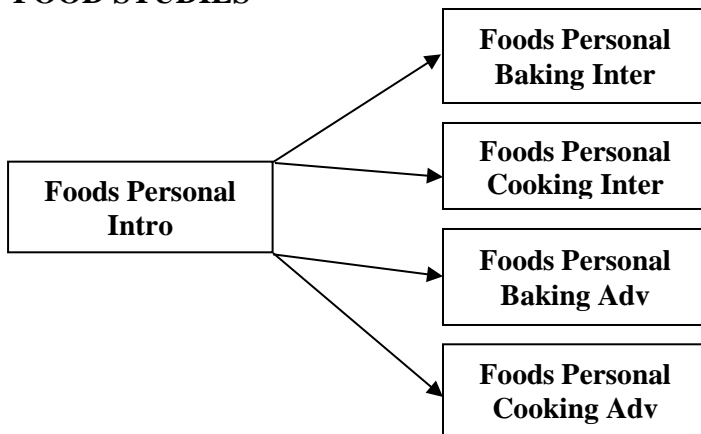 FOOD STUDIES
Foods Personal
Baking Inter
Foods Personal
Cooking Inter
Foods Personal
Intro
Foods Personal
Baking Adv
Foods Personal
Cooking Adv